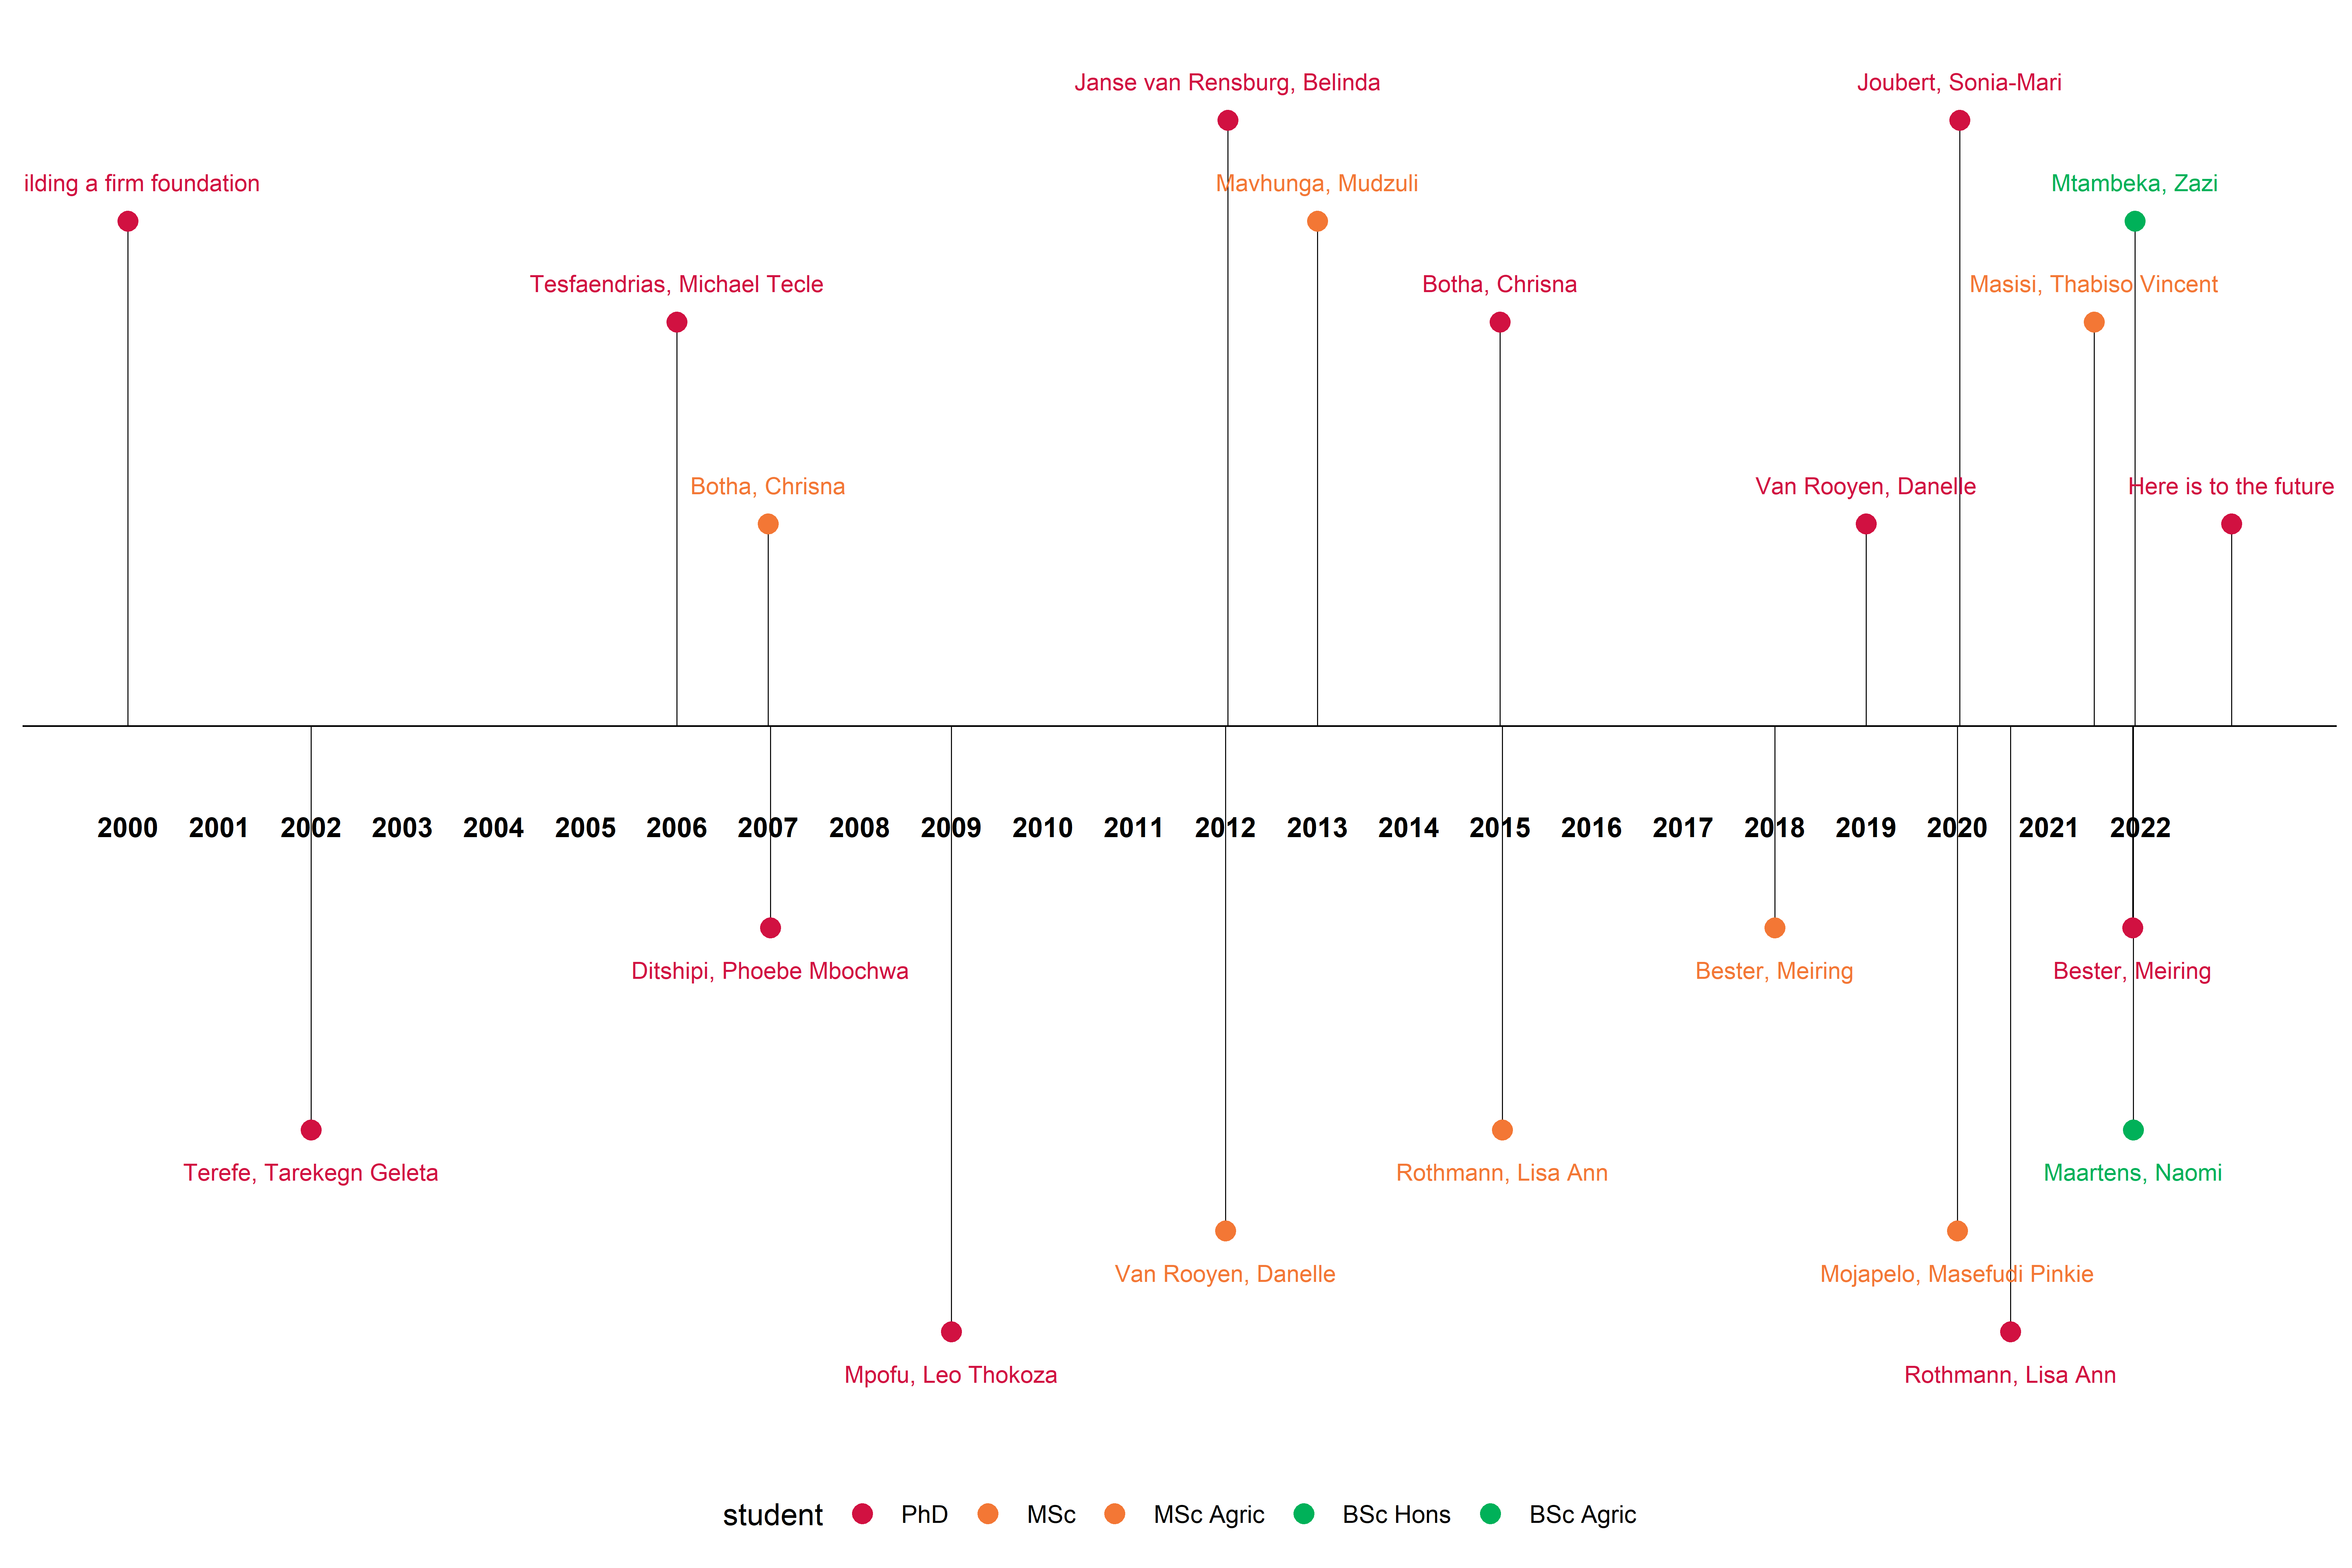 Janse van Rensburg, Belinda
Joubert, Sonia-Mari
ilding a firm foundation
Mavhunga, Mudzuli
Mtambeka, Zazi
Tesfaendrias, Michael Tecle
Botha, Chrisna
Masisi, Thabiso Vincent
Botha, Chrisna
Van Rooyen, Danelle
Here is to the future
2000 2001 2002 2003 2004 2005 2006 2007 2008 2009 2010 2011 2012 2013 2014 2015 2016 2017 2018 2019 2020 2021 2022
Ditshipi, Phoebe Mbochwa
Bester, Meiring
Bester, Meiring
Terefe, Tarekegn Geleta
Rothmann, Lisa Ann
Maartens, Naomi
Van Rooyen, Danelle
Mojapelo, Masefudi Pinkie
Mpofu, Leo Thokoza
Rothmann, Lisa Ann
student PhD MSc MSc Agric BSc Hons BSc Agric